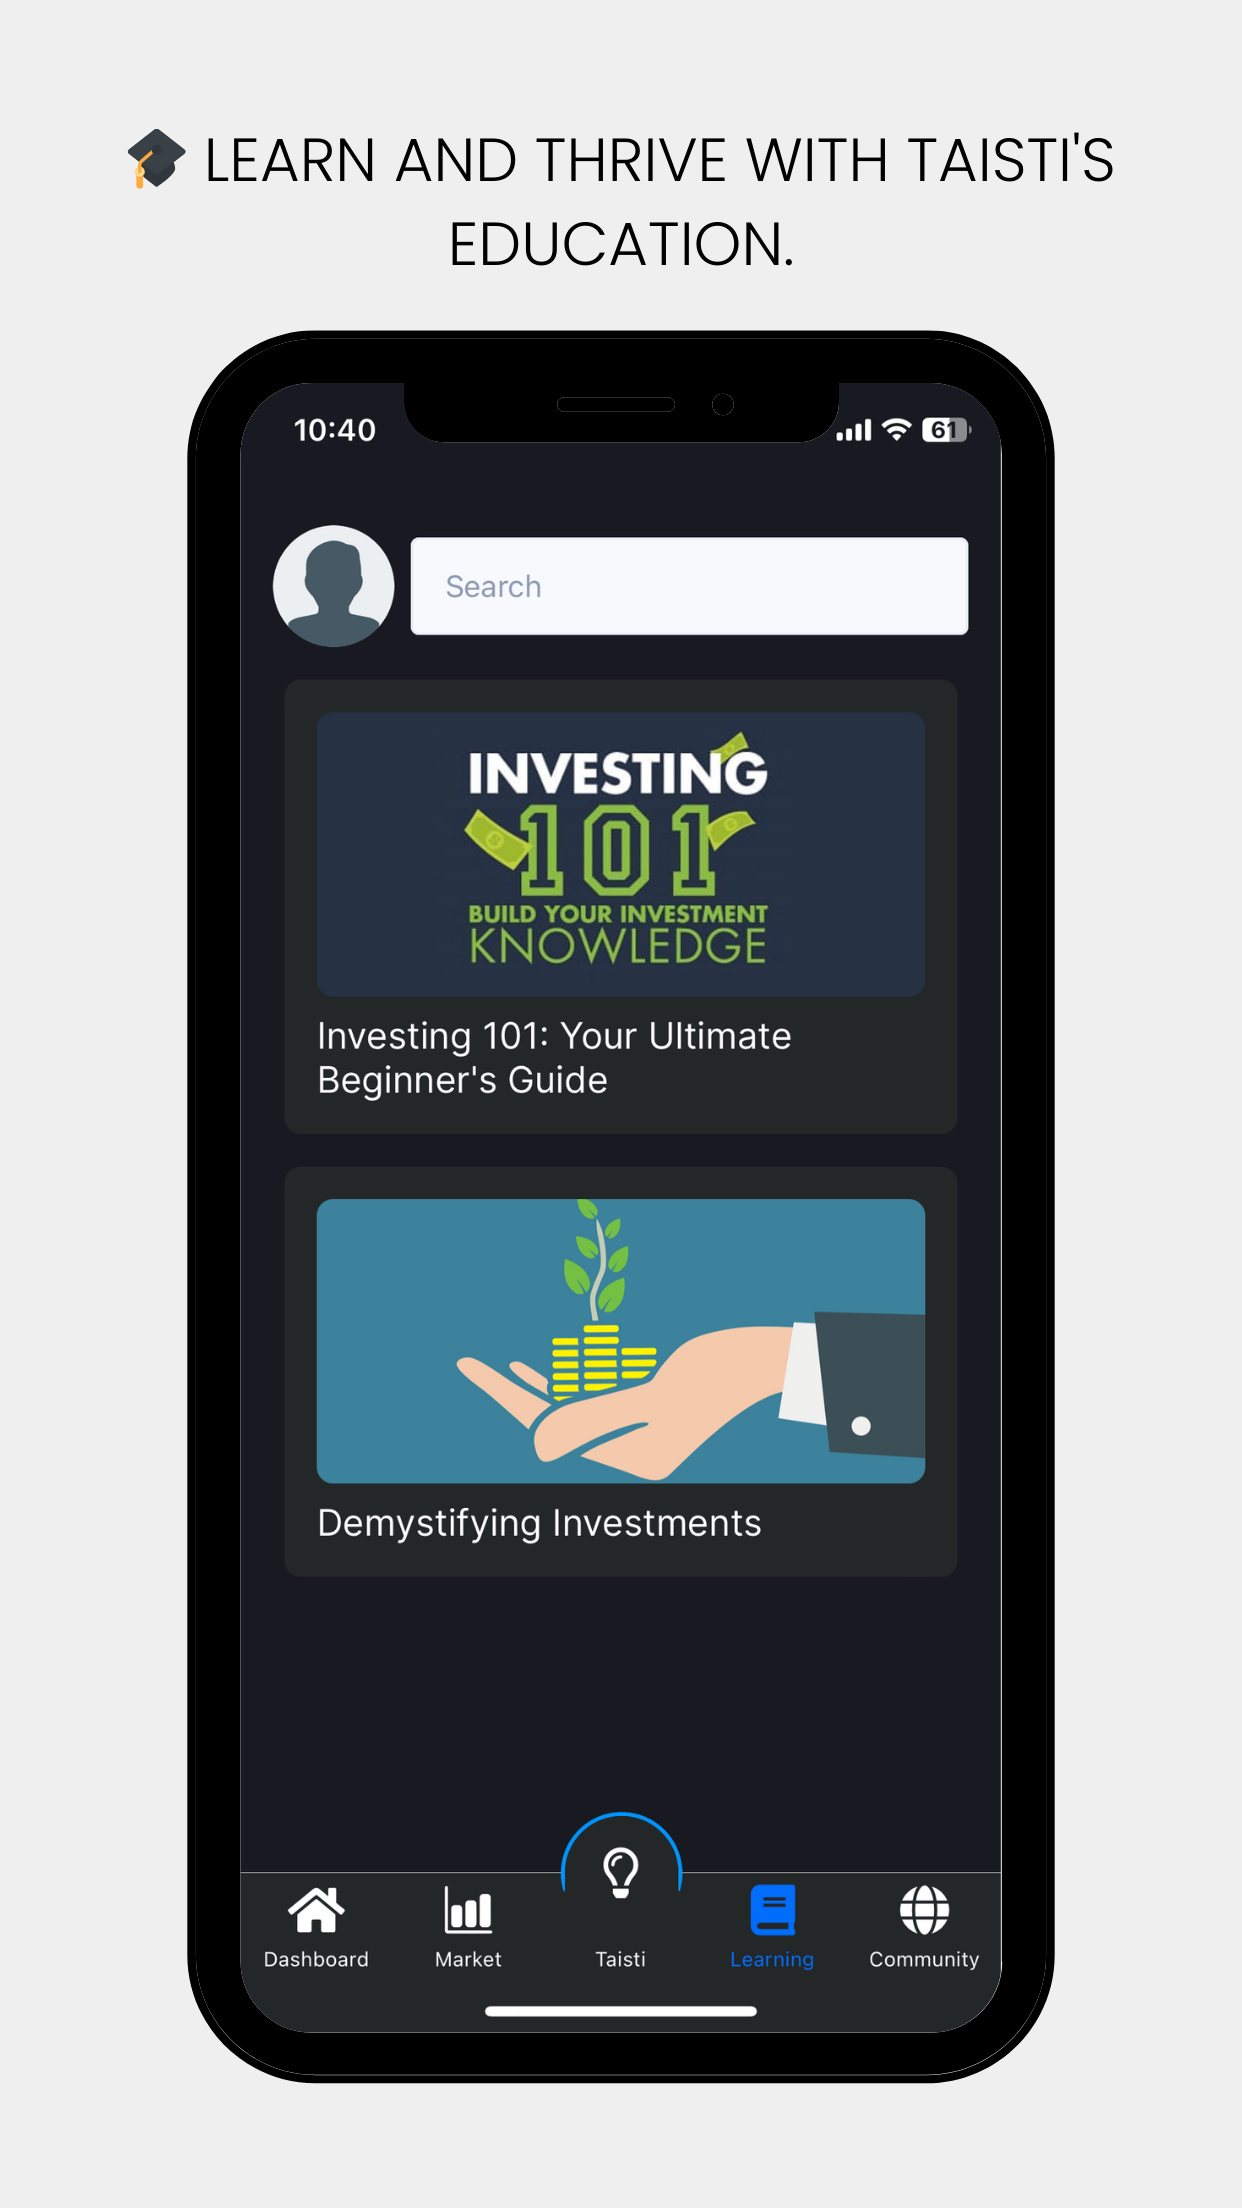 🎓 LEARN AND THRIVE WITH TAISTI'S
EDUCATION.
10:40
61
Search
INVESTING
101
BUILD YOUR INVESTMENT
KNOWLEDGE
Investing 101: Your Ultimate
Beginner's Guide
Demystifying Investments
Dashboard
Market
Taisti
Learning
Community